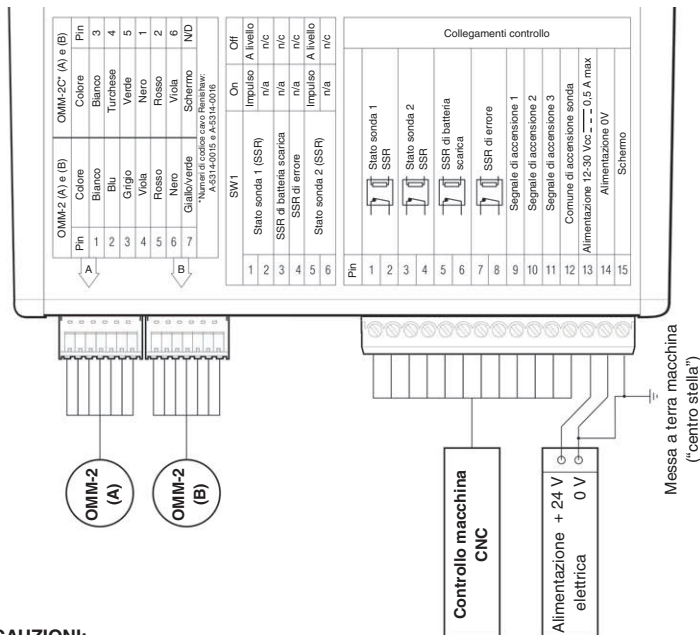 OMM-2 (A) e (B) OMM-2C* (A) e (B)
Pin Colore Colore Pin
1 Bianco Bianco 3
2 Blu Turchese 4
3 Grigio Verde 5
4 Viola Nero 1
5 Rosso Rosso 2
6 Nero Viola 6
7 Giallo/verde Schermo N/D
*Numeri di codice cavo Renishaw:
A-5314-0015 e A-5314-0016
A
B
SW1 On Off
1 Stato sonda 1 (SSR) Impulso A livello
2 n/a n/c
3 SSR di batteria scarica n/a n/c
4 SSR di errore n/a n/c
5 Stato sonda 2 (SSR) Impulso A livello
6 n/a n/c
Pin Collegamenti controllo
1 Stato sonda 1
2 SSR
3 Stato sonda 2
4 SSR
5 SSR di batteria
6 scarica
7 SSR di errore
8
9 Segnale di accensione 1
10 Segnale di accensione 2
11 Segnale di accensione 3
12 Comune di accensione sonda
13 Alimentazione 12-30 Vcc 0,5 A max
14 Alimentazione 0V
15 Schermo
OMM-2
(A)
OMM-2
(B)
Controllo macchina
CNC
Alimentazione + 24 V
elettrica 0 V
Messa a terra macchina
(“centro stella”)
CAUZIONI: